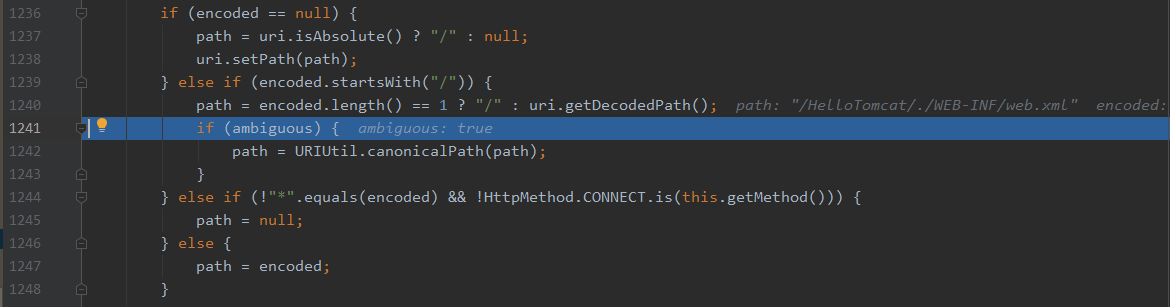 1236 if (encoded == null) {
1237 path = uri.isAbsolute() ? "/" : null;
1238 uri.setPath(path);
1239 } else if (encoded.startsWith("/")) {
1240 path = encoded.length() == 1 ? "/" : uri.getDecodedPath(); path: "/HelloTomcat/./WEB-INF/web.xml" encoded:
1241 if (ambiguous) { ambiguous: true
1242 path = URIUtil.canonicalPath(path);
1243 }
1244 } else if (!"*".equals(encoded) && !HttpMethod.CONNECT.is(this.getMethod())) {
1245 path = null;
1246 } else {
1247 path = encoded;
1248 }